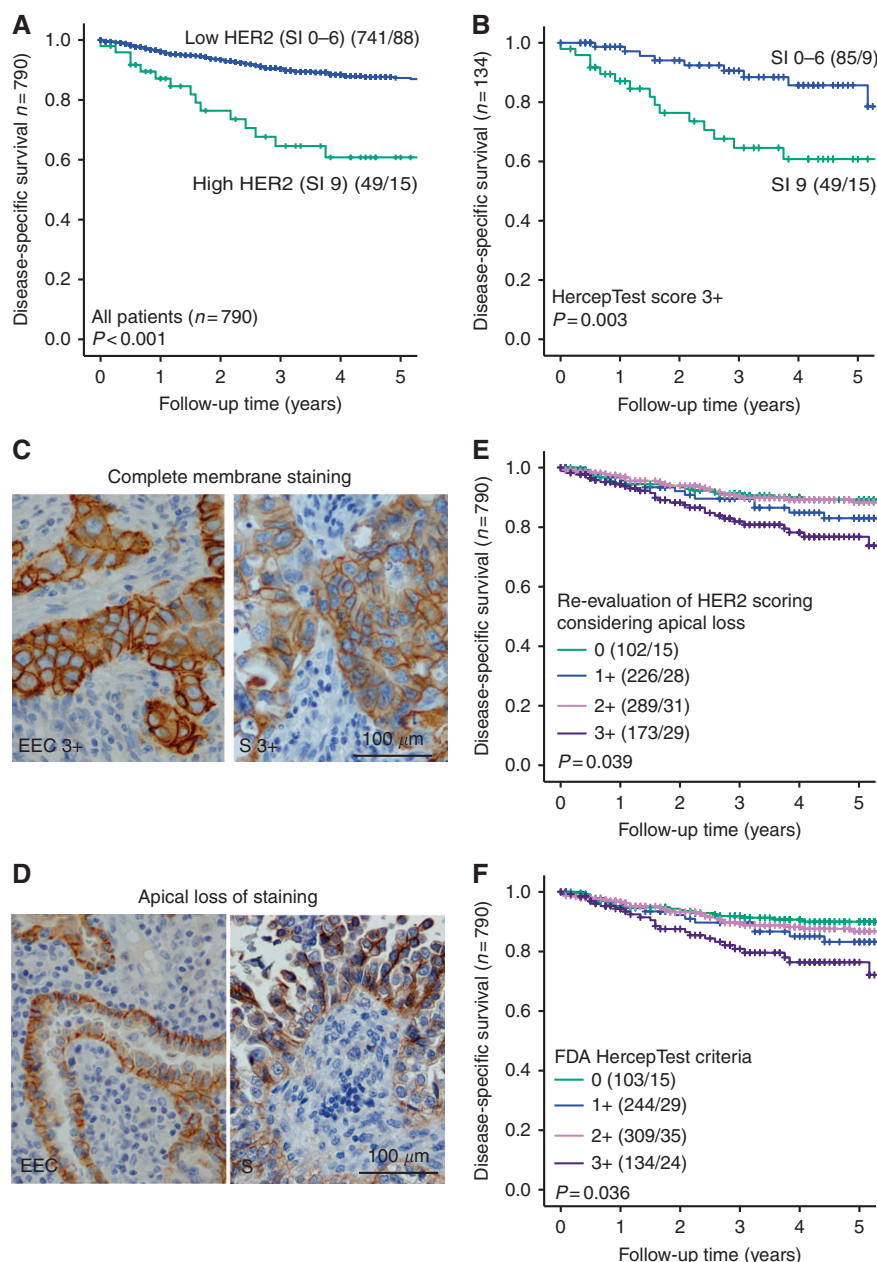 A
Disease-specific survival n=790)
1.0
0.8
0.6
0.4
0.2
0.0
Low HER2 (SI 0–6) (741/88)
High HER2 (SI 9) (49/15)
All patients (n=790)
P<0.001
0 1 2 3 4 5
Follow-up time (years)
B
Disease-specific survival (n=134)
1.0
0.8
0.6
0.4
0.2
0.0
SI 0–6 (85/9)
SI 9 (49/15)
HercepTest score 3+
P=0.003
0 1 2 3 4 5
Follow-up time (years)
C
Complete membrane staining
EEC 3+
S 3+
100 μm
E
Disease-specific survival (n=790)
1.0
0.8
0.6
0.4
0.2
0.0
Re-evaluation of HER2 scoring
considering apical loss
0 (102/15)
1+ (226/28)
2+ (289/31)
3+ (173/29)
P=0.039
0 1 2 3 4 5
Follow-up time (years)
D
Apical loss of staining
EEC
S
100 μm
F
Disease-specific survival (n=790)
1.0
0.8
0.6
0.4
0.2
0.0
FDA HercepTest criteria
0 (103/15)
1+ (244/29)
2+ (309/35)
3+ (134/24)
P=0.036
0 1 2 3 4 5
Follow-up time (years)